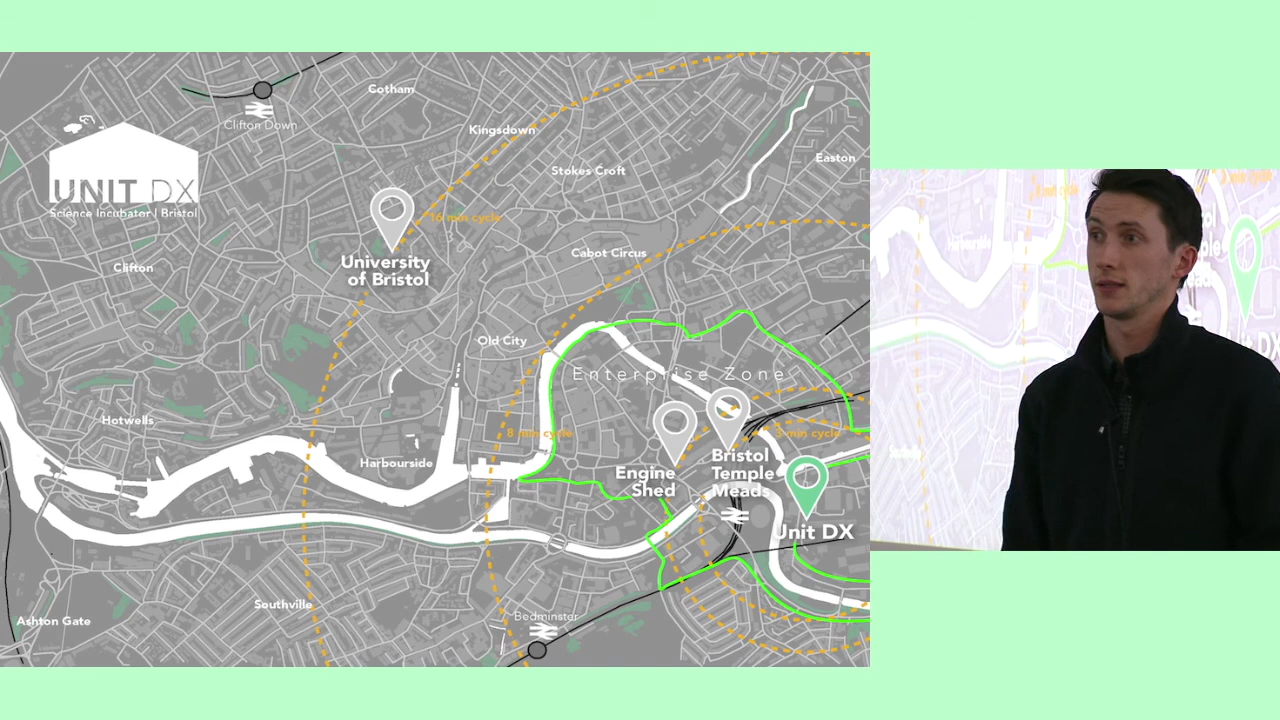 Cotham
Clifton Down
Kingsdown
Easton
Stokes Croft
UNIT DX
Science Incubator | Bristol
16 min cycle
Cabot Circus
Clifton
University
of Bristol
Old City
Enterprise Zone
Hotwells
8 min cycle
3 min cycle
Harbourside
Engine
Shed
Bristol
Temple
Meads
Unit DX
Southville
Bedminster
Ashton Gate
Harbourside